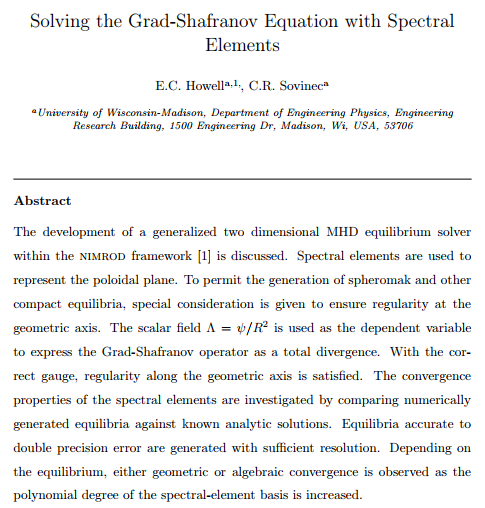 Solving the Grad-Shafranov Equation with Spectral
Elements
E.C. Howellᵃ,¹,, C.R. Sovinecᵃ
ᵃUniversity of Wisconsin-Madison, Department of Engineering Physics, Engineering
Research Building, 1500 Engineering Dr, Madison, Wi, USA, 53706
Abstract
The development of a generalized two dimensional MHD equilibrium solver
within the NIMROD framework [1] is discussed. Spectral elements are used to
represent the poloidal plane. To permit the generation of spheromak and other
compact equilibria, special consideration is given to ensure regularity at the
geometric axis. The scalar field Λ = ψ/R² is used as the dependent variable
to express the Grad-Shafranov operator as a total divergence. With the cor-
rect gauge, regularity along the geometric axis is satisfied. The convergence
properties of the spectral elements are investigated by comparing numerically
generated equilibria against known analytic solutions. Equilibria accurate to
double precision error are generated with sufficient resolution. Depending on
the equilibrium, either geometric or algebraic convergence is observed as the
polynomial degree of the spectral-element basis is increased.